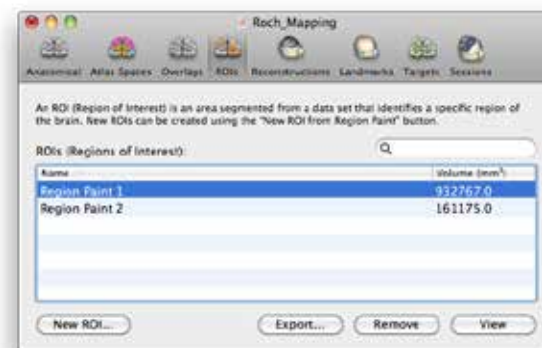 Roch_Mapping
Anatomical Atlas Spaces Overlays ROIs Reconstructions Landmarks Targets Sessions
An ROI (Region of Interest) is an area segmented from a data set that identifies a specific region of
the brain. New ROIs can be created using the "New ROI from Region Paint" button.
ROIs (Regions of Interest):
Name Volume (mm³)
Region Paint 1 932767.0
Region Paint 2 161175.0
New ROI... Export... Remove View